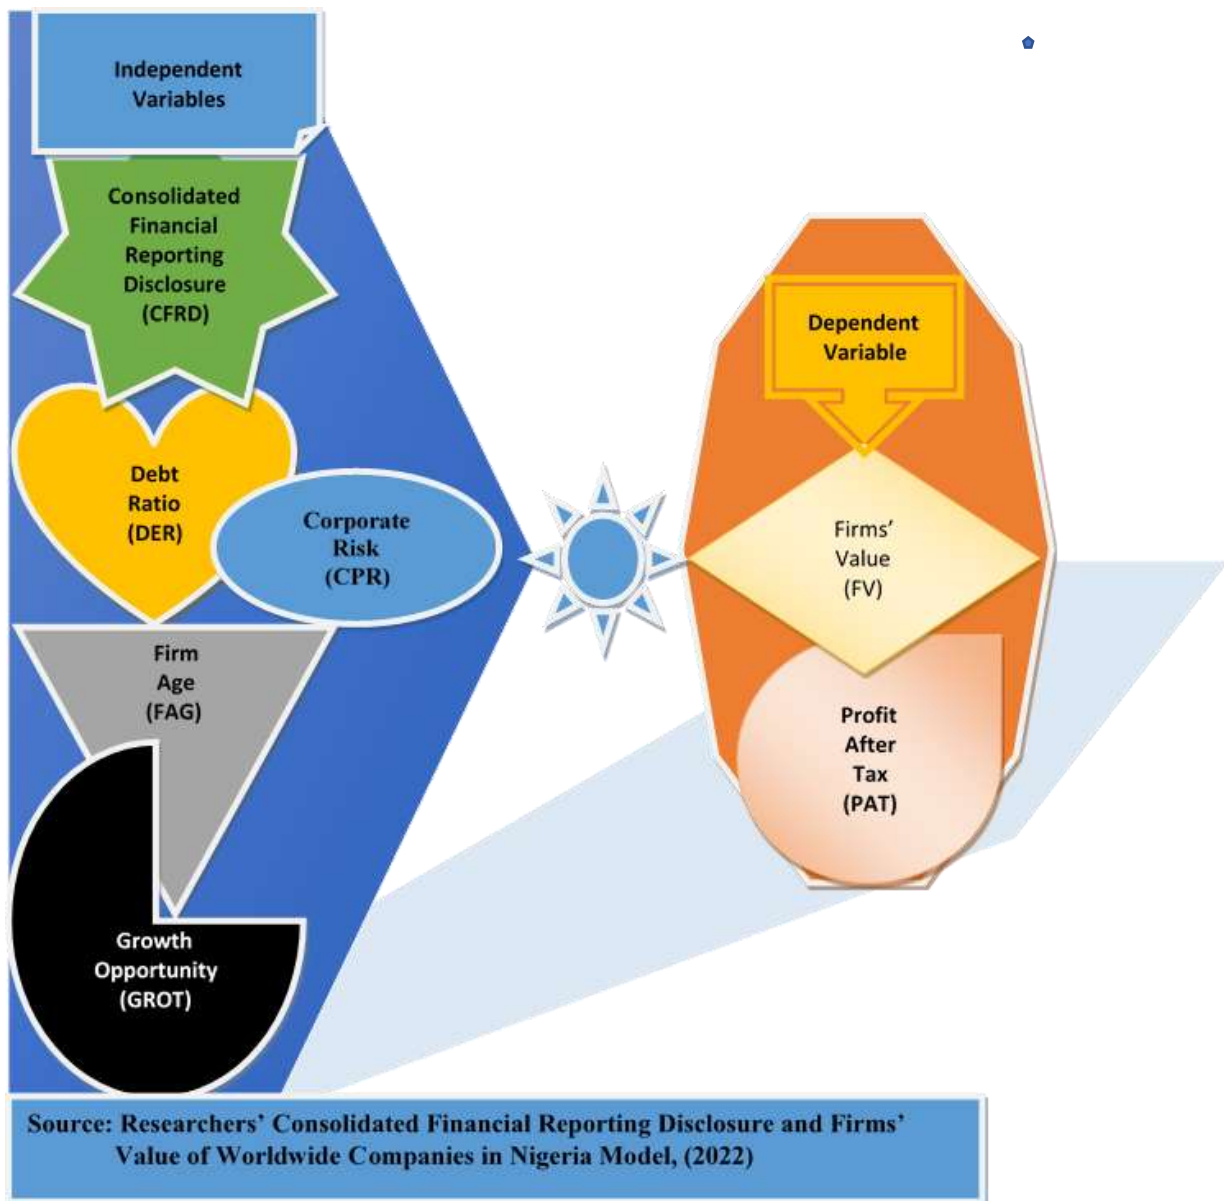 Independent
Variables
Consolidated
Financial
Reporting
Disclosure
(CFRD)
Debt
Ratio
(DER)
Corporate
Risk
(CPR)
Firm
Age
(FAG)
Growth
Opportunity
(GROT)
Dependent
Variable
Firms’
Value
(FV)
Profit
After
Tax
(PAT)
Source: Researchers’ Consolidated Financial Reporting Disclosure and Firms’
Value of Worldwide Companies in Nigeria Model, (2022)